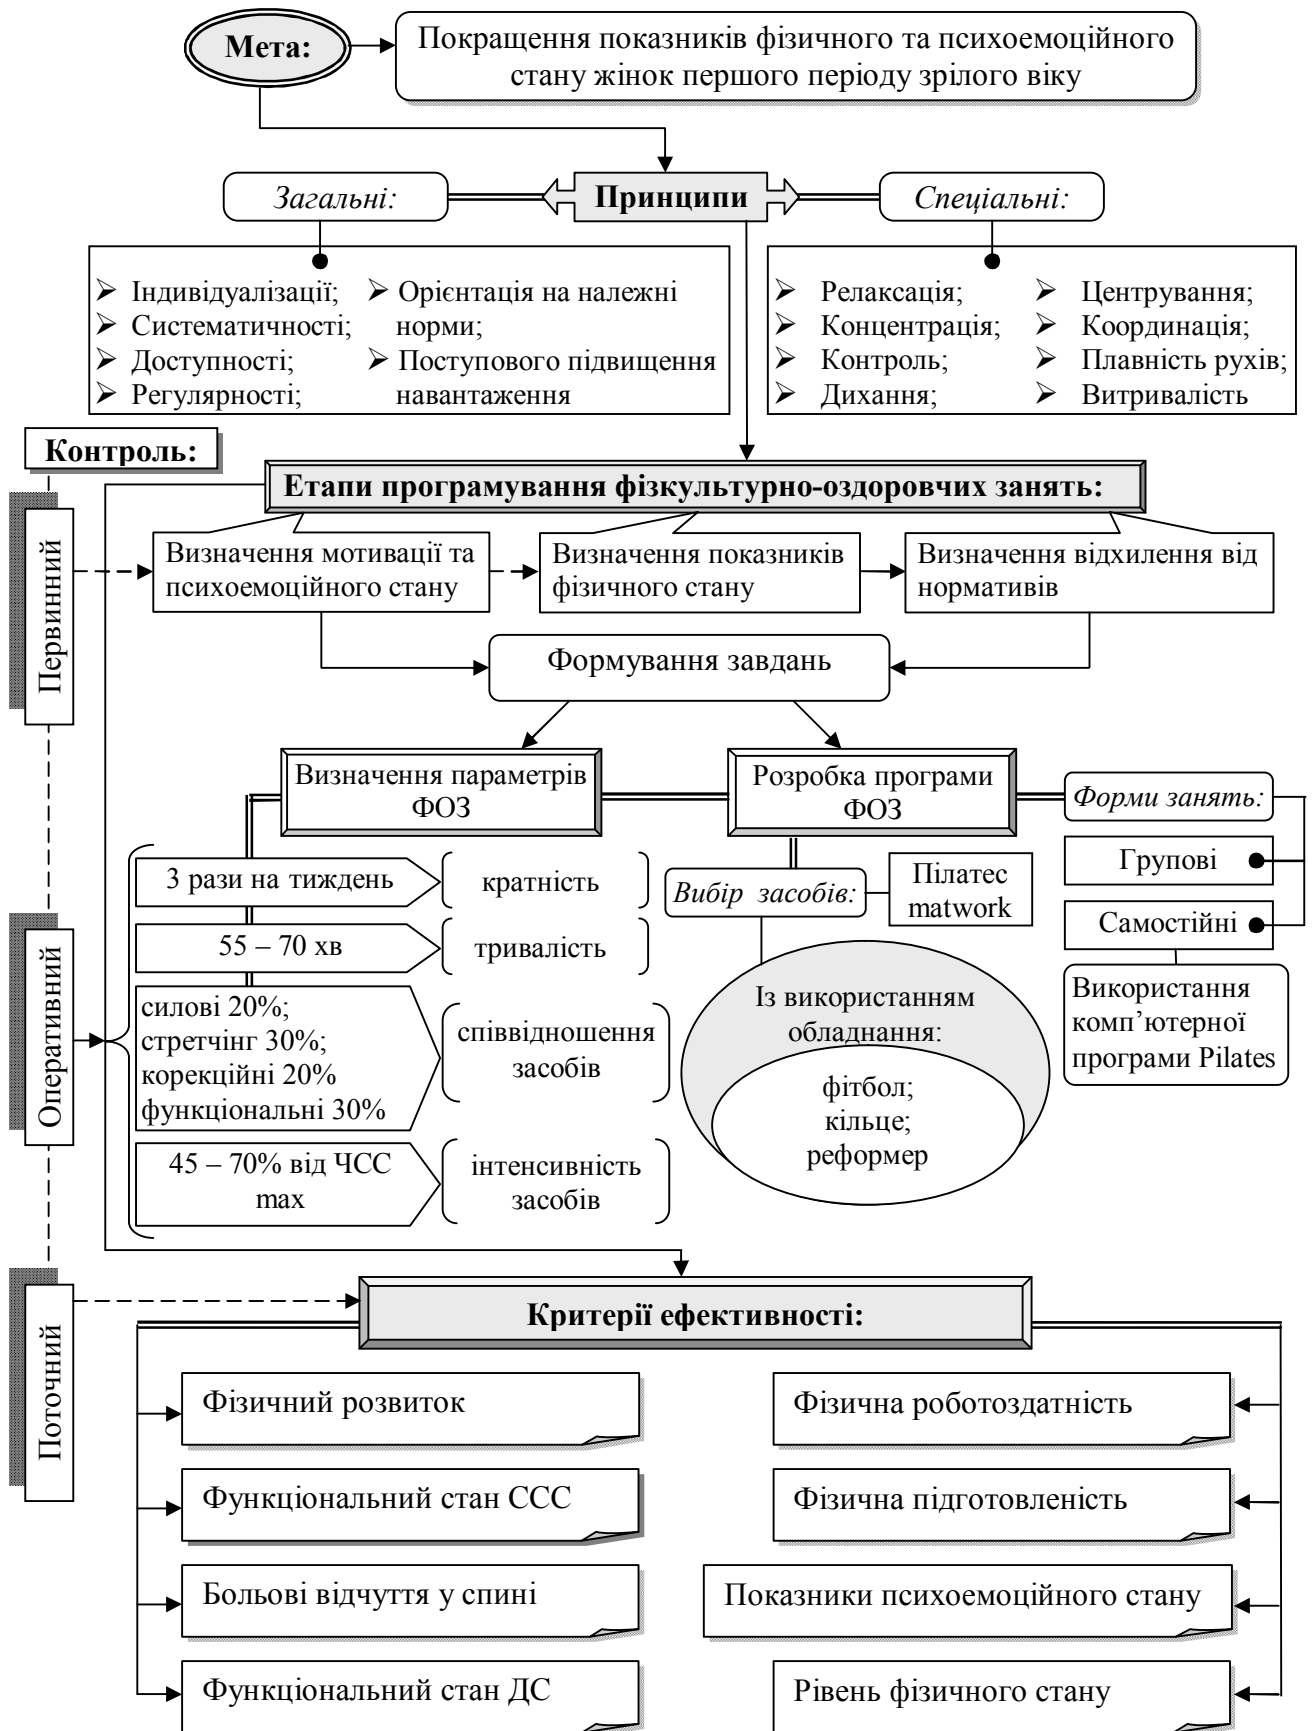 Мета:
Покращення показників фізичного та психоемоційного
стану жінок першого періоду зрілого віку
Загальні:
Принципи
Спеціальні:
Індивідуалізації;
Систематичності;
Доступності;
Регулярності;
Орієнтація на належні
норми;
Поступового підвищення
навантаження
Релаксація;
Концентрація;
Контроль;
Дихання;
Центрування;
Координація;
Плавність рухів;
Витривалість
Контроль:
Етапи програмування фізкультурно-оздоровчих занять:
Первинний
Визначення мотивації та
психоемоційного стану
Визначення показників
фізичного стану
Визначення відхилення від
нормативів
Формування завдань
Визначення параметрів
ФОЗ
Розробка програми
ФОЗ
Форми занять:
Групові
Самостійні
Використання
комп’ютерної
програми Pilates
3 рази на тиждень
кратність
55 – 70 хв
тривалість
силові 20%;
стретчінг 30%;
корекційні 20%
функціональні 30%
співвідношення
засобів
45 – 70% від ЧСС
max
інтенсивність
засобів
Вибір засобів:
Пілатес
matwork
Із використанням
обладнання:
фітбол;
кільце;
реформер
Оперативний
Поточний
Критерії ефективності:
Фізичний розвиток
Функціональний стан ССС
Больові відчуття у спині
Функціональний стан ДС
Фізична роботоздатність
Фізична підготовленість
Показники психоемоційного стану
Рівень фізичного стану